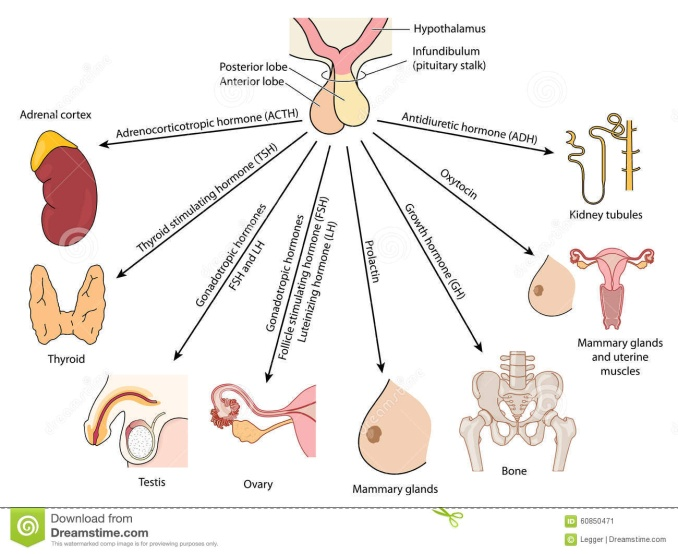 Hypothalamus
Infundibulum
(pituitary stalk)
Posterior lobe
Anterior lobe
Adrenal cortex
Adrenocorticotropic hormone (ACTH)
Antidiuretic hormone (ADH)
Thyroid stimulating hormone (TSH)
Gonadotropic hormones
FSH and LH
Gonadotropic hormones
Follicle stimulating hormone (FSH)
Luteinizing hormone (LH)
Prolactin
Growth hormone (GH)
Oxytocin
Kidney tubules
Thyroid
Mammary glands
and uterine
muscles
Testis
Ovary
Mammary glands
Bone
Download from
Dreamstime.com
This watermarked comp image is for previewing purposes only.
ID 60850471
© Legger | Dreamstime.com